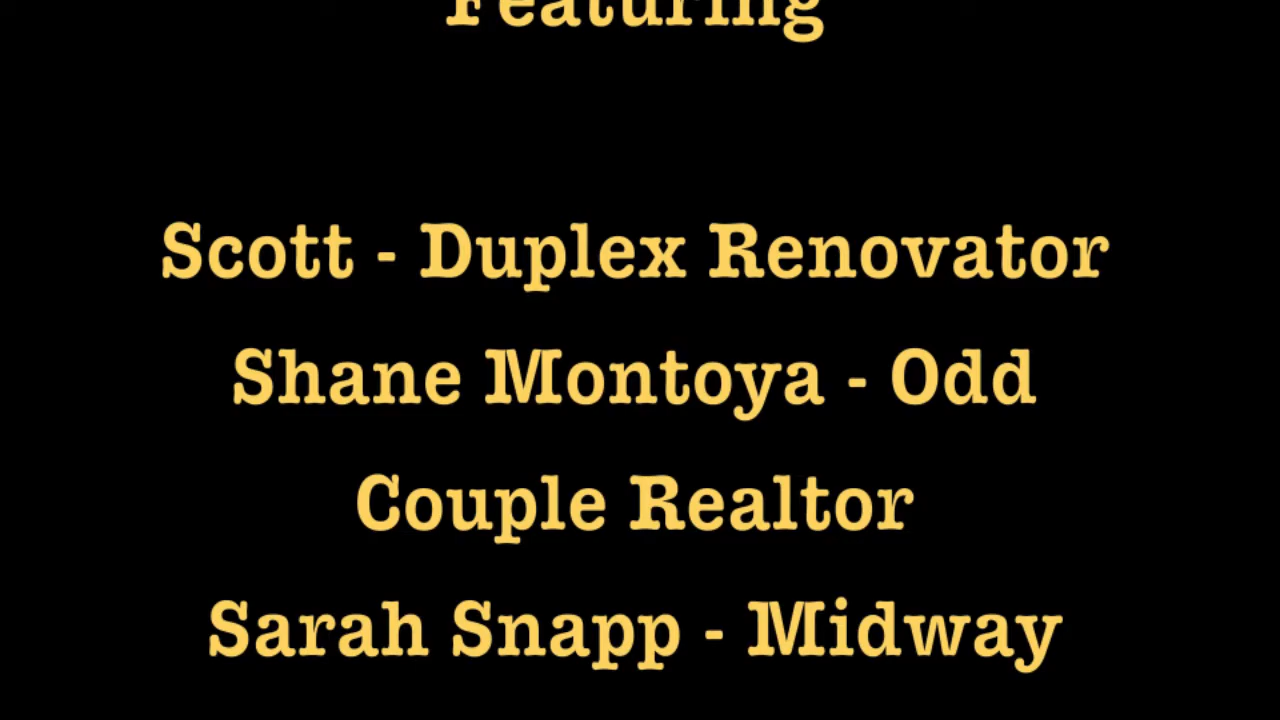 Featuring
Scott - Duplex Renovator
Shane Montoya - Odd
Couple Realtor
Sarah Snapp - Midway